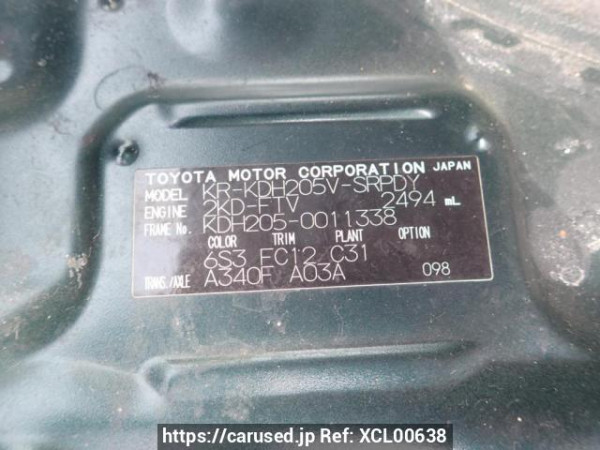 TOYOTA MOTOR CORPORATION JAPAN
MODEL KR-KDH205V-SRPDY
ENGINE 2KD-FTV 2494 mL
FRAME No. KDH205-0011338
COLOR TRIM PLANT OPTION
6S3 FC12 C31
TRANS./AXLE A340F A03A 098
https://carused.jp Ref: XCL00638